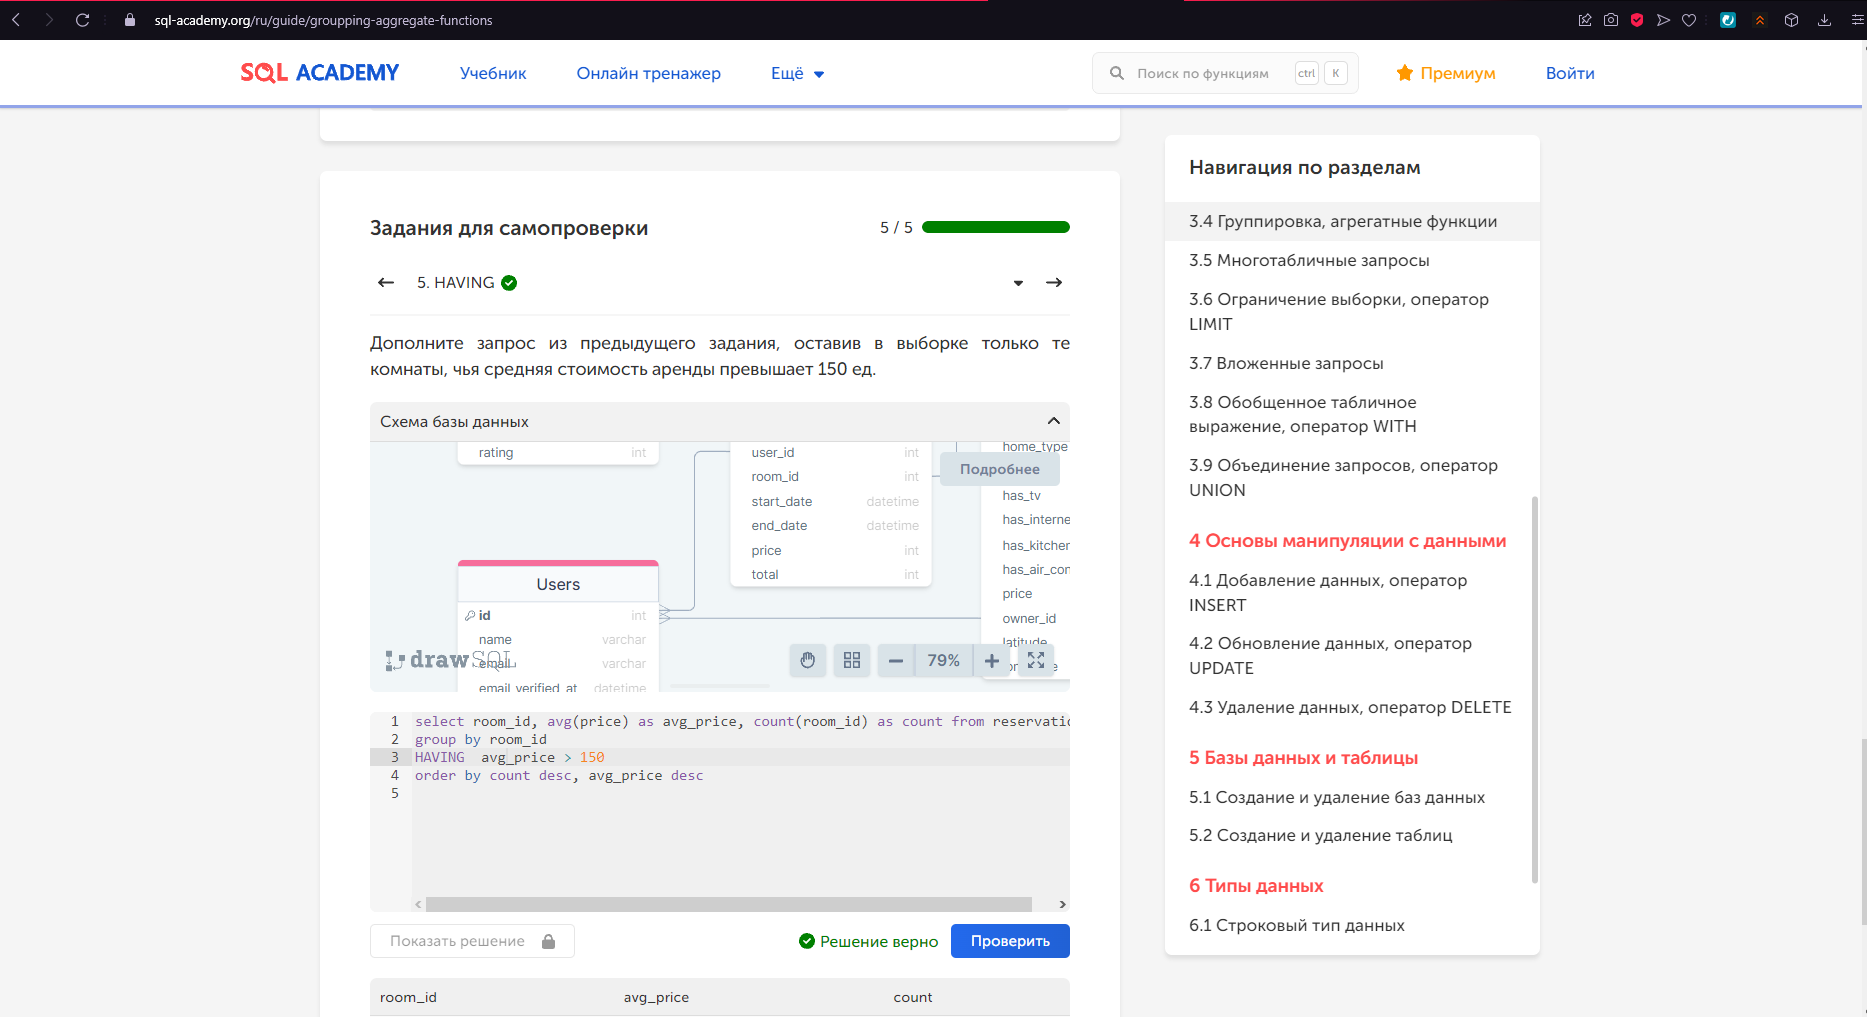 sql-academy.org/ru/guide/groupping-aggregate-functions
SQL ACADEMY
Учебник
Онлайн тренажер
Ещё
Поиск по функциям
ctrl
K
Премиум
Войти
Задания для самопроверки
5 / 5
5. HAVING
Дополните запрос из предыдущего задания, оставив в выборке только те
комнаты, чья средняя стоимость аренды превышает 150 ед.
Схема базы данных
rating int
Users
id int
name varchar
email varchar
email_verified_at datetime
drawSQL
user_id int
room_id int
start_date datetime
end_date datetime
price int
total int
home_type
Подробнее
has_tv
has_interne
has_kitchen
has_air_con
price
owner_id
latitude
79%
1 select room_id, avg(price) as avg_price, count(room_id) as count from reservatio
2 group by room_id
3 HAVING  avg_price > 150
4 order by count desc, avg_price desc
5
Показать решение
Решение верно
Проверить
room_id avg_price count
Навигация по разделам
3.4 Группировка, агрегатные функции
3.5 Многотабличные запросы
3.6 Ограничение выборки, оператор
LIMIT
3.7 Вложенные запросы
3.8 Обобщенное табличное
выражение, оператор WITH
3.9 Объединение запросов, оператор
UNION
4 Основы манипуляции с данными
4.1 Добавление данных, оператор
INSERT
4.2 Обновление данных, оператор
UPDATE
4.3 Удаление данных, оператор DELETE
5 Базы данных и таблицы
5.1 Создание и удаление баз данных
5.2 Создание и удаление таблиц
6 Типы данных
6.1 Строковый тип данных